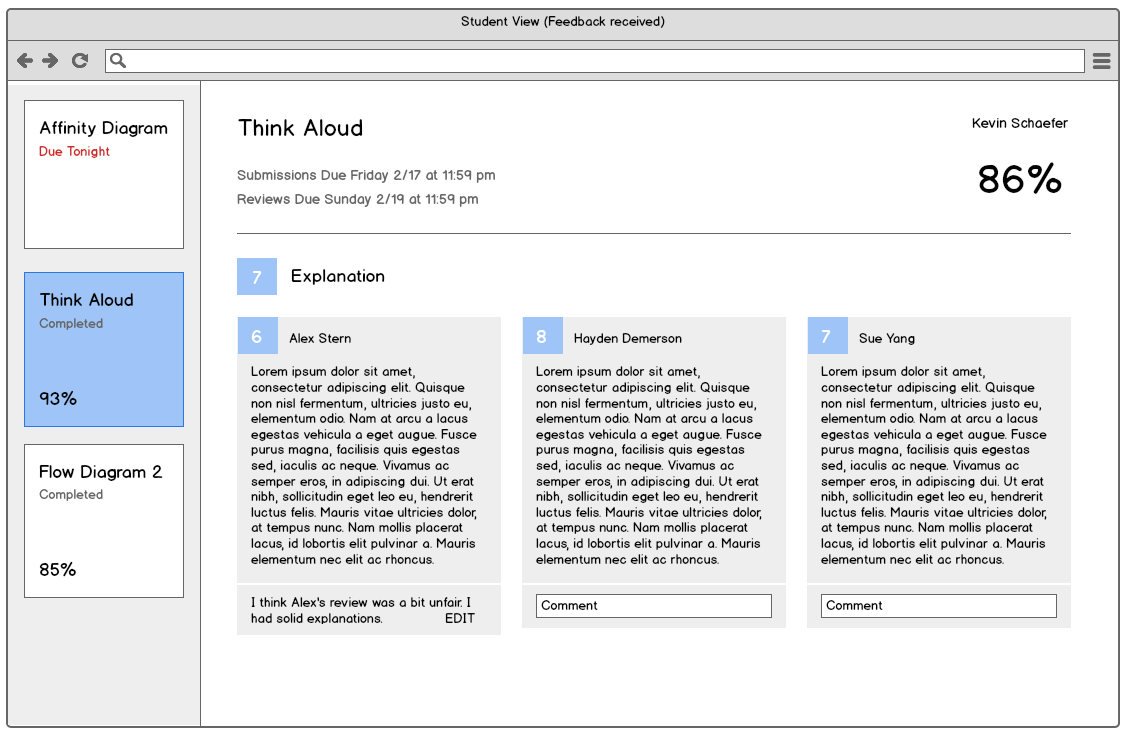 Student View (Feedback received)
Affinity Diagram
Due Tonight
Think Aloud
Completed
93%
Flow Diagram 2
Completed
85%
Think Aloud
Kevin Schaefer
86%
Submissions Due Friday 2/17 at 11:59 pm
Reviews Due Sunday 2/19 at 11:59 pm
7 Explanation
6 Alex Stern
Lorem ipsum dolor sit amet,
consectetur adipiscing elit. Quisque
non nisl fermentum, ultricies justo eu,
elementum odio. Nam at arcu a lacus
egestas vehicula a eget augue. Fusce
purus magna, facilisis quis egestas
sed, iaculis ac neque. Vivamus ac
semper eros, in adipiscing dui. Ut erat
nibh, sollicitudin eget leo eu, hendrerit
luctus felis. Mauris vitae ultricies dolor,
at tempus nunc. Nam mollis placerat
lacus, id lobortis elit pulvinar a. Mauris
elementum nec elit ac rhoncus.
I think Alex's review was a bit unfair. I
had solid explanations. EDIT
8 Hayden Demerson
Lorem ipsum dolor sit amet,
consectetur adipiscing elit. Quisque
non nisl fermentum, ultricies justo eu,
elementum odio. Nam at arcu a lacus
egestas vehicula a eget augue. Fusce
purus magna, facilisis quis egestas
sed, iaculis ac neque. Vivamus ac
semper eros, in adipiscing dui. Ut erat
nibh, sollicitudin eget leo eu, hendrerit
luctus felis. Mauris vitae ultricies dolor,
at tempus nunc. Nam mollis placerat
lacus, id lobortis elit pulvinar a. Mauris
elementum nec elit ac rhoncus.
Comment
7 Sue Yang
Lorem ipsum dolor sit amet,
consectetur adipiscing elit. Quisque
non nisl fermentum, ultricies justo eu,
elementum odio. Nam at arcu a lacus
egestas vehicula a eget augue. Fusce
purus magna, facilisis quis egestas
sed, iaculis ac neque. Vivamus ac
semper eros, in adipiscing dui. Ut erat
nibh, sollicitudin eget leo eu, hendrerit
luctus felis. Mauris vitae ultricies dolor,
at tempus nunc. Nam mollis placerat
lacus, id lobortis elit pulvinar a. Mauris
elementum nec elit ac rhoncus.
Comment